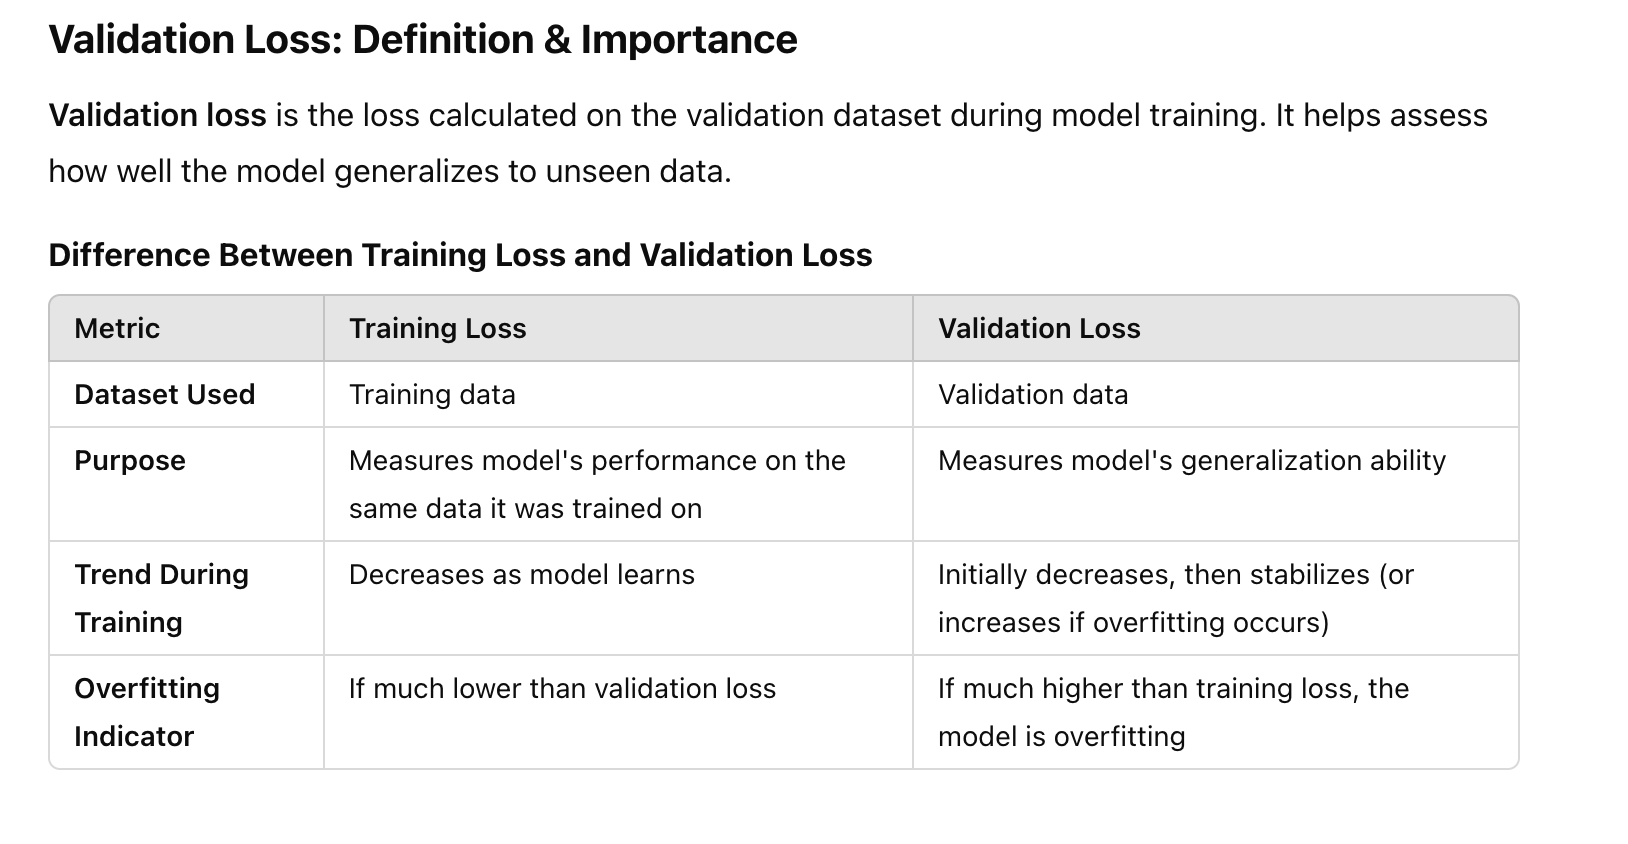 Validation Loss: Definition & Importance
Validation loss is the loss calculated on the validation dataset during model training. It helps assess
how well the model generalizes to unseen data.
Difference Between Training Loss and Validation Loss
Metric Training Loss Validation Loss
Dataset Used Training data Validation data
Purpose Measures model's performance on the Measures model's generalization ability
same data it was trained on
Trend During Decreases as model learns Initially decreases, then stabilizes (or
Training increases if overfitting occurs)
Overfitting If much lower than validation loss If much higher than training loss, the
Indicator model is overfitting